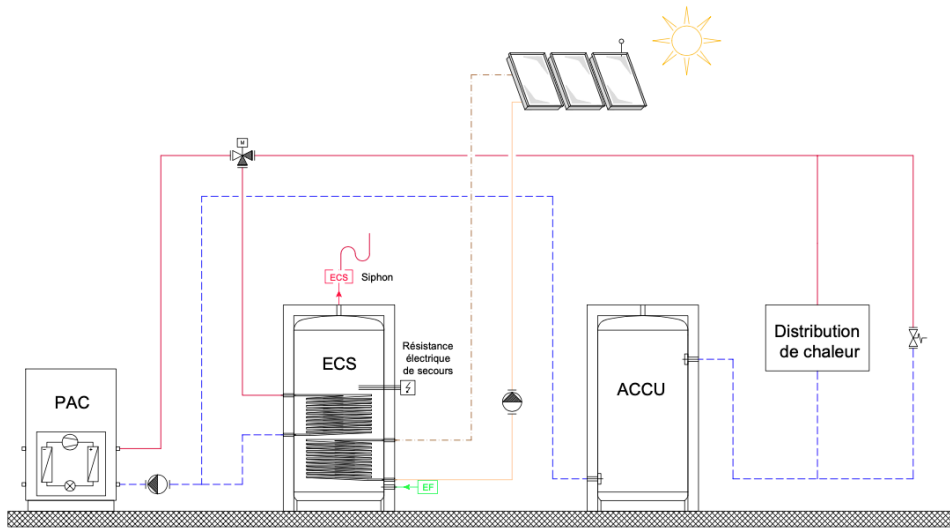 M
ECS
Siphon
Résistance
électrique
de secours
ECS
PAC
ACCU
Distribution
de chaleur
EF